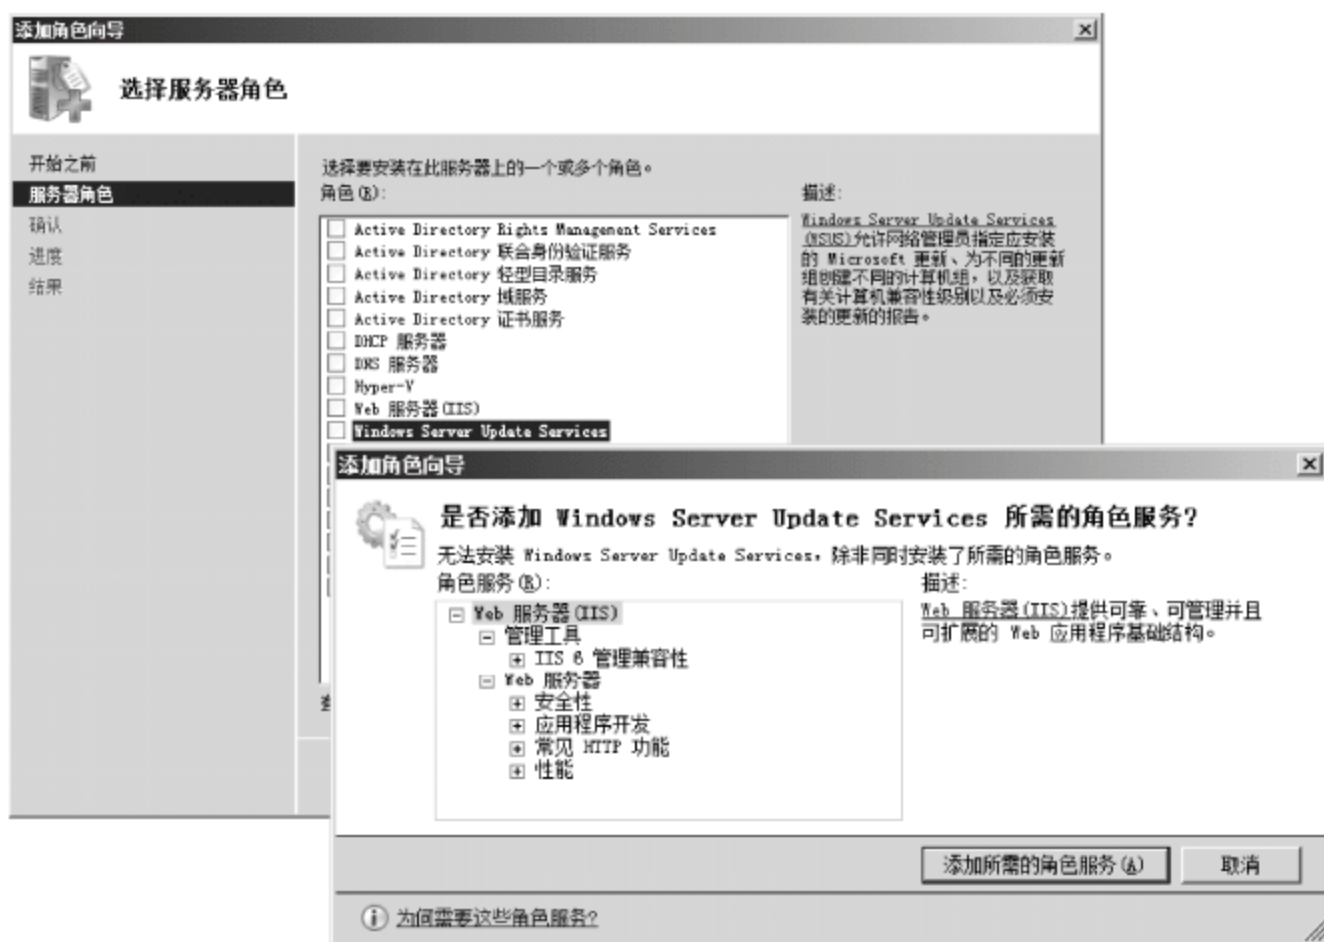 添加角色向导
选择服务器角色
开始之前
服务器角色
确认
进度
结果
选择要安装在此服务器上的一个或多个角色。
角色(R):
Active Directory Rights Management Services
Active Directory 联合身份验证服务
Active Directory 轻型目录服务
Active Directory 域服务
Active Directory 证书服务
DHCP 服务器
DNS 服务器
Hyper-V
Web 服务器(IIS)
Windows Server Update Services
描述:
Windows Server Update Services
(WSUS)允许网络管理员指定应安装
的 Microsoft 更新、为不同的更新
组创建不同的计算机组，以及获取
有关计算机兼容性级别以及必须安
装的更新的报告。
添加角色向导
是否添加 Windows Server Update Services 所需的角色服务?
无法安装 Windows Server Update Services，除非同时安装了所需的角色服务。
角色服务(R):
Web 服务器(IIS)
管理工具
IIS 6 管理兼容性
Web 服务器
安全性
应用程序开发
常见 HTTP 功能
性能
描述:
Web 服务器(IIS)提供可靠、可管理并且
可扩展的 Web 应用程序基础结构。
添加所需的角色服务(A)
取消
为何需要这些角色服务?